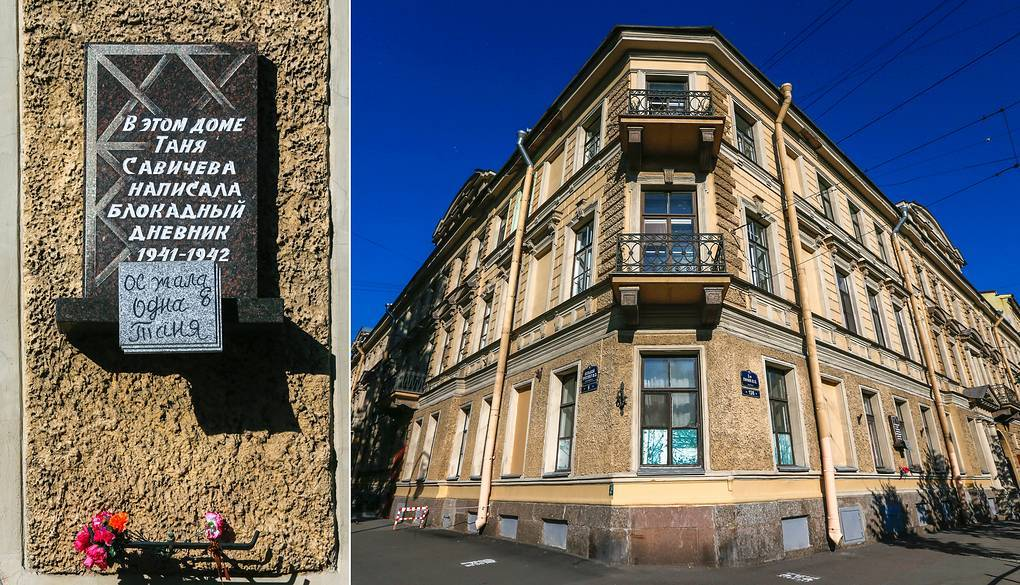 В ЭТОМ ДОМЕ
ТАНЯ
САВИЧЕВА
НАПИСАЛА
БЛОКАДНЫЙ
ДНЕВНИК
1941-1942
Осталась
Одна
Таня